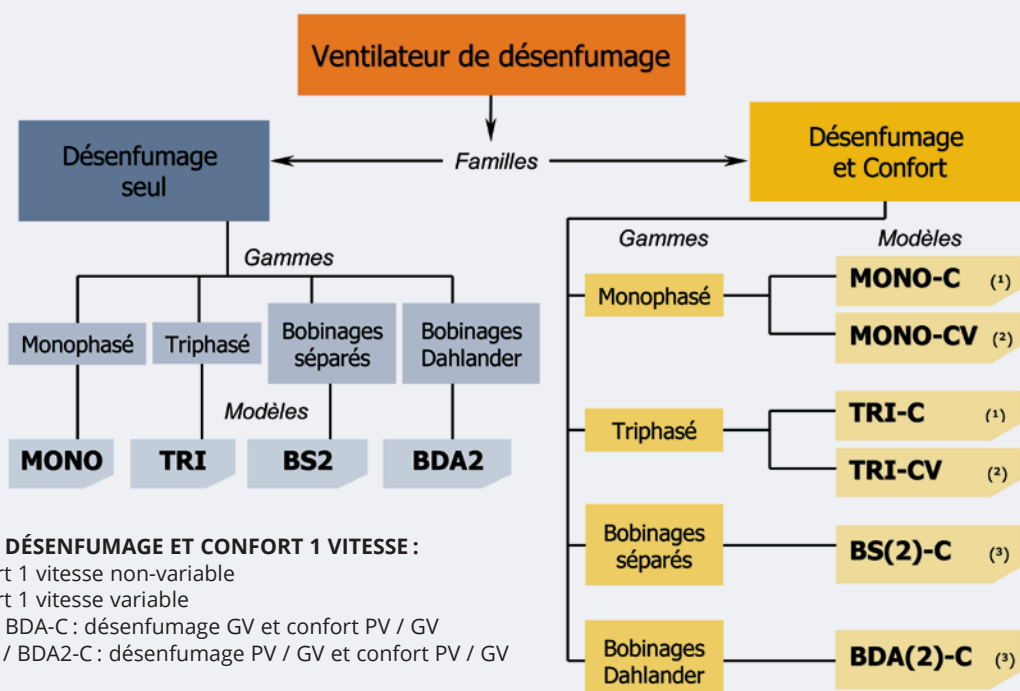 Ventilateur de désenfumage
Familles
Désenfumage
seul
Gammes
Monophasé
Triphasé
Bobinages
séparés
Bobinages
Dahlander
Modèles
MONO
TRI
BS2
BDA2
Désenfumage
et Confort
Gammes
Modèles
Monophasé
MONO-C (1)
MONO-CV (2)
Triphasé
TRI-C (1)
TRI-CV (2)
Bobinages
séparés
BS(2)-C (3)
Bobinages
Dahlander
BDA(2)-C (3)
DÉSENFUMAGE ET CONFORT 1 VITESSE :
1 vitesse non-variable
1 vitesse variable
BDA-C : désenfumage GV et confort PV / GV
/ BDA2-C : désenfumage PV / GV et confort PV / GV